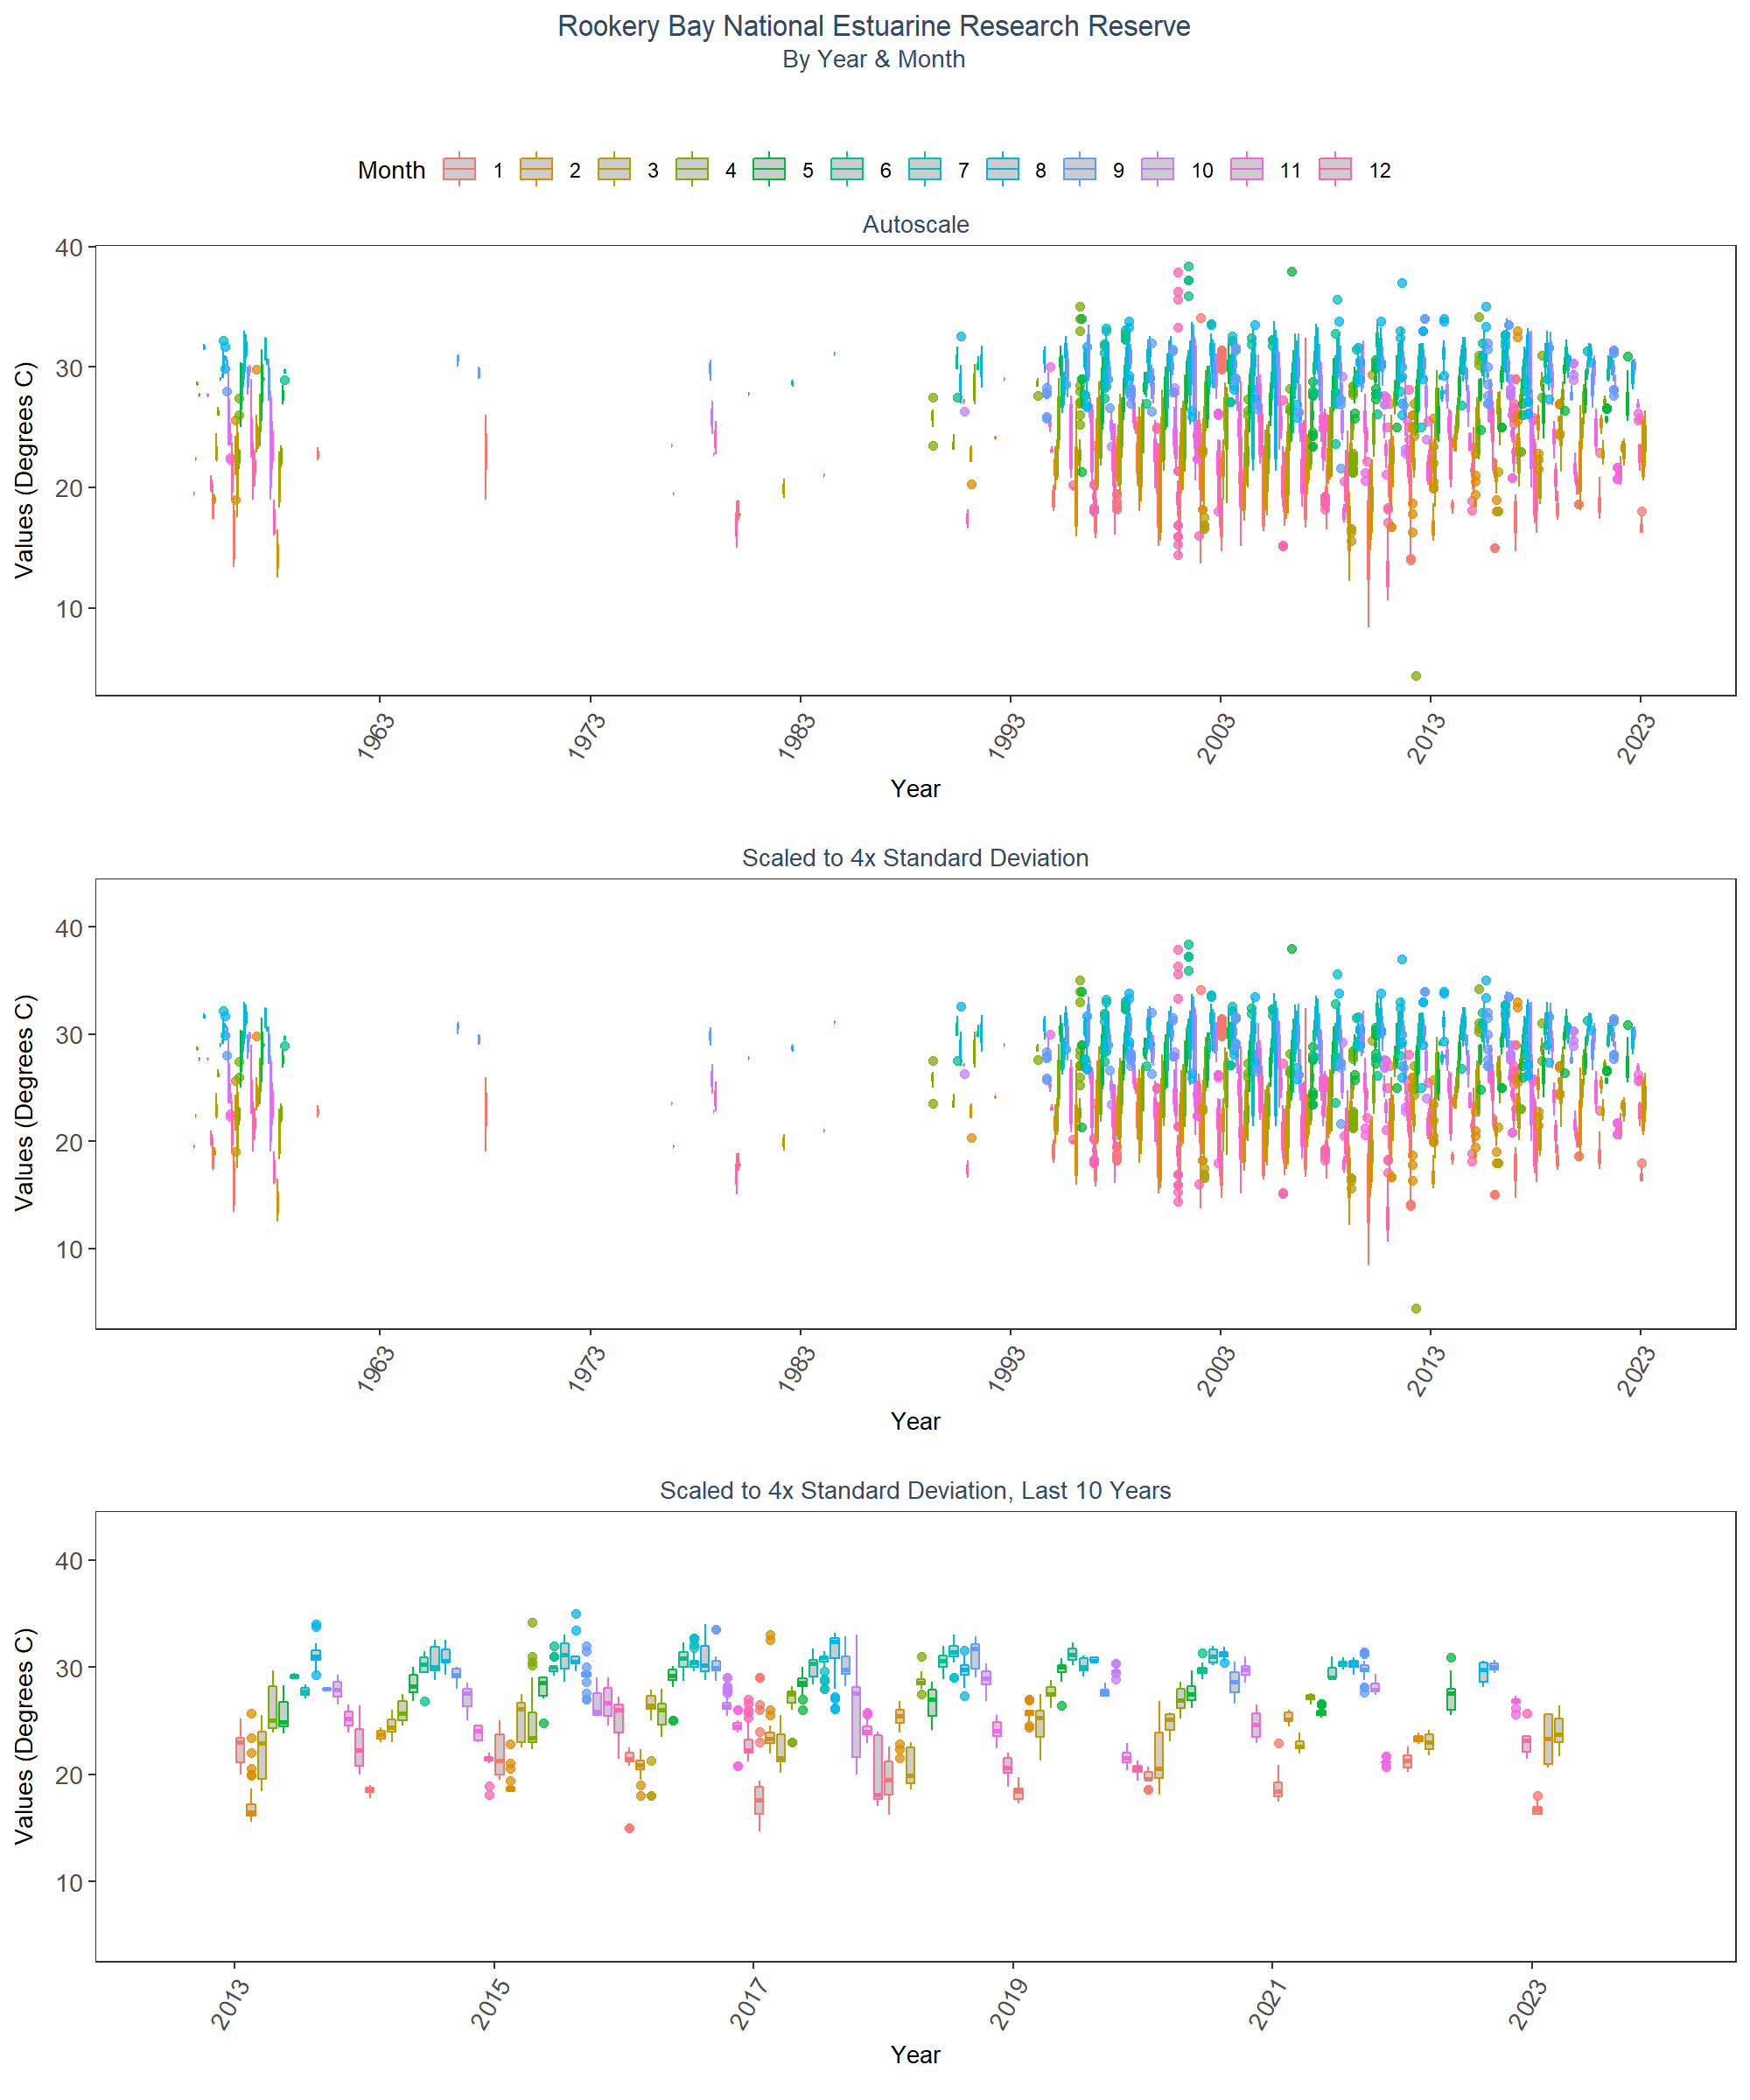 Rookery Bay National Estuarine Research Reserve
By Year & Month
Month 1 2 3 4 5 6 7 8 9 10 11 12
Autoscale
Values (Degrees C)
40
30
20
10
1963 1973 1983 1993 2003 2013 2023
Year
Scaled to 4x Standard Deviation
Values (Degrees C)
40
30
20
10
1963 1973 1983 1993 2003 2013 2023
Year
Scaled to 4x Standard Deviation, Last 10 Years
Values (Degrees C)
40
30
20
10
2013 2015 2017 2019 2021 2023
Year